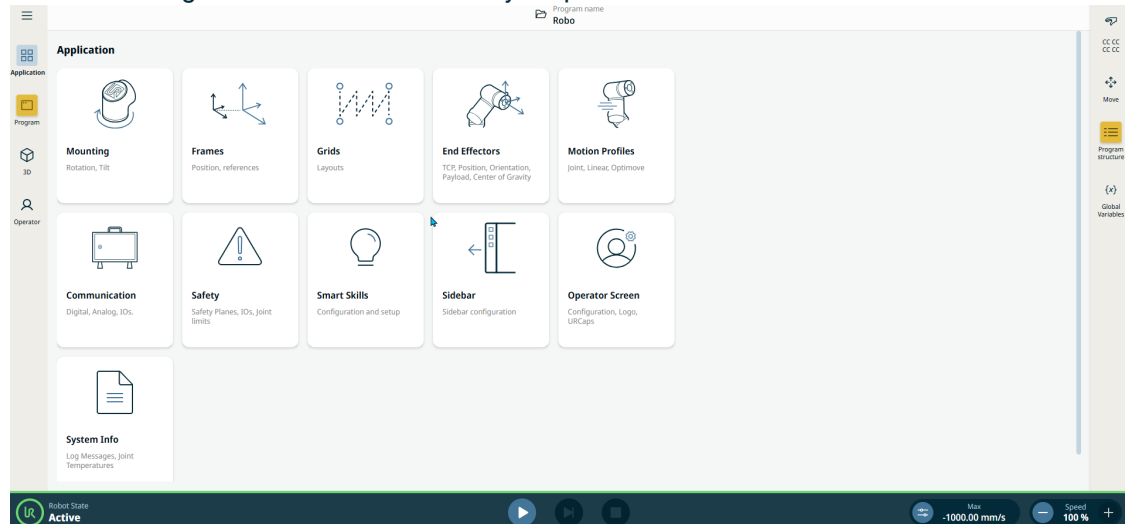 Program name
Robo
Application
Application
Program
3D
Operator
Mounting
Rotation, Tilt
Frames
Position, references
Grids
Layouts
End Effectors
TCP, Position, Orientation,
Payload, Center of Gravity
Motion Profiles
Joint, Linear, Optimove
Communication
Digital, Analog, IOs.
Safety
Safety Planes, IOs, Joint
limits
Smart Skills
Configuration and setup
Sidebar
Sidebar configuration
Operator Screen
Configuration, Logo,
URCaps
System Info
Log Messages, Joint
Temperatures
CC CC
CC CC
Move
Program
structure
{x}
Global
Variables
UR
Robot State
Active
Max
-1000.00 mm/s
Speed
100 %